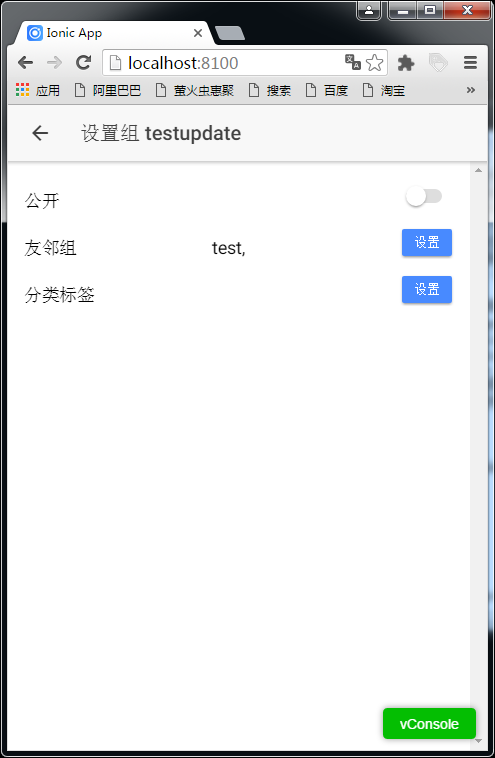 Ionic App
localhost:8100
应用 阿里巴巴 萤火虫惠聚 搜索 百度 淘宝 »
设置组 testupdate
公开
友邻组 test, 设置
分类标签 设置
vConsole